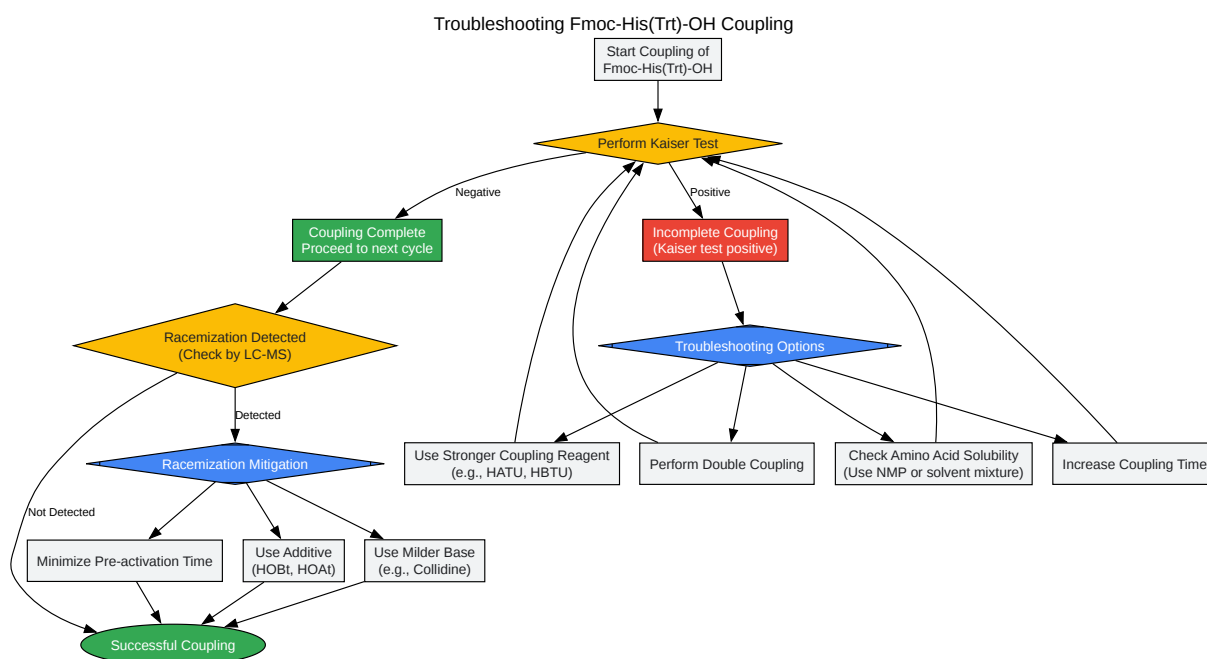 Troubleshooting Fmoc-His(Trt)-OH Coupling
Start Coupling of
Fmoc-His(Trt)-OH
Perform Kaiser Test
Negative
Positive
Coupling Complete
Proceed to next cycle
Incomplete Coupling
(Kaiser test positive)
Racemization Detected
(Check by LC-MS)
Troubleshooting Options
Detected
Racemization Mitigation
Use Stronger Coupling Reagent
(e.g., HATU, HBTU)
Perform Double Coupling
Check Amino Acid Solubility
(Use NMP or solvent mixture)
Increase Coupling Time
Not Detected
Minimize Pre-activation Time
Use Additive
(HOBt, HOAt)
Use Milder Base
(e.g., Collidine)
Successful Coupling